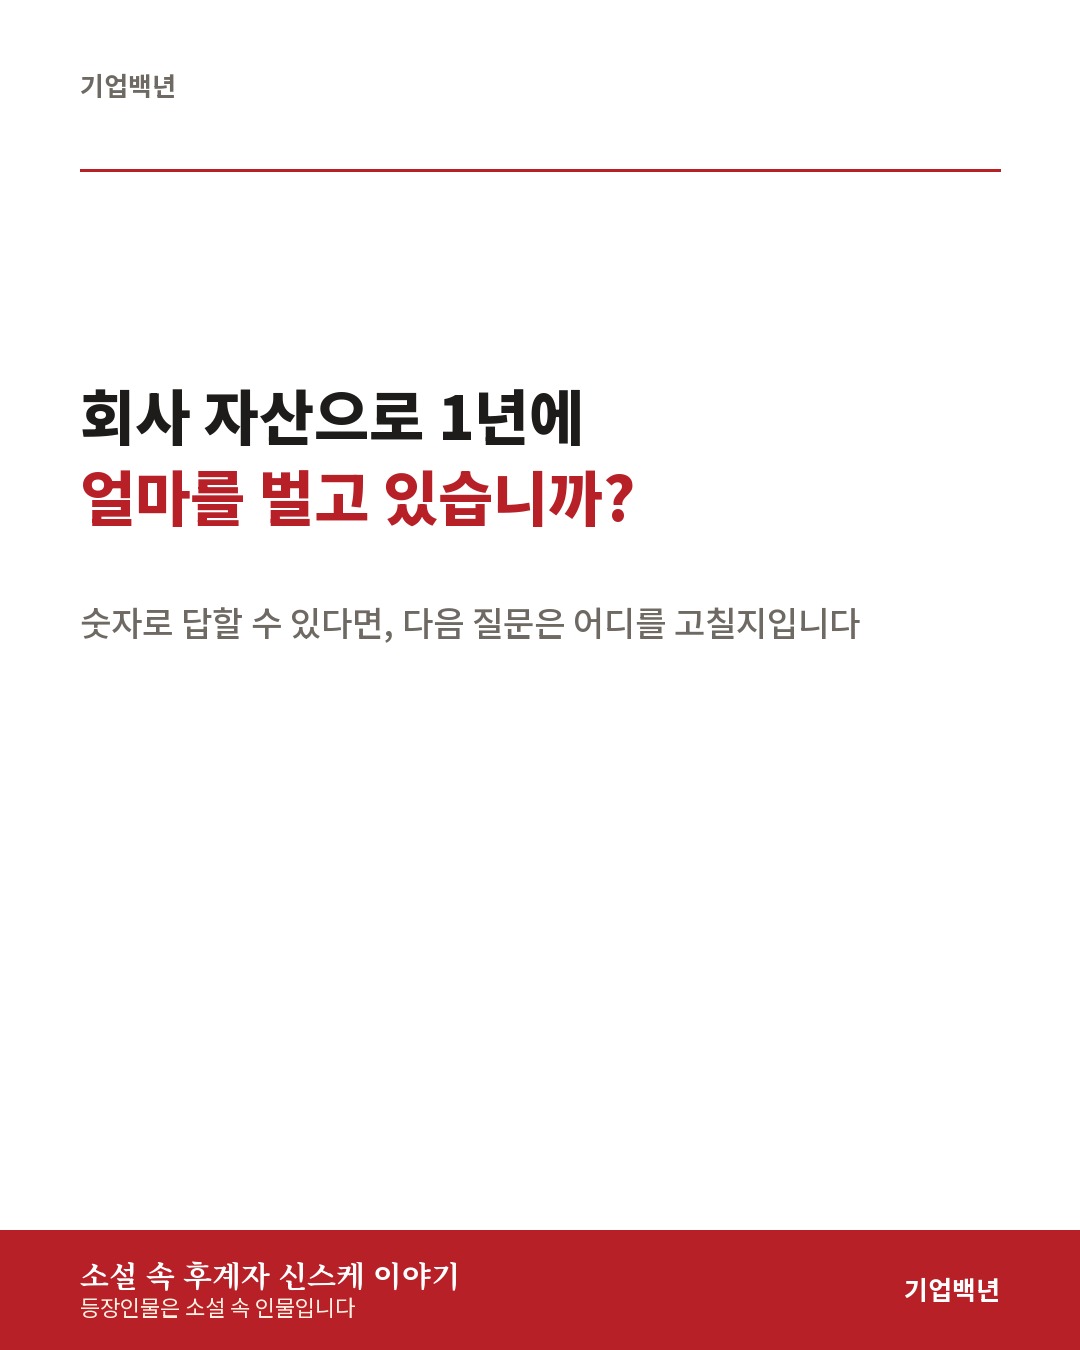 기업백년
회사 자산으로 1년에
얼마를 벌고 있습니까?
숫자로 답할 수 있다면, 다음 질문은 어디를 고칠지입니다
소설 속 후계자 신스케 이야기
등장인물은 소설 속 인물입니다
기업백년